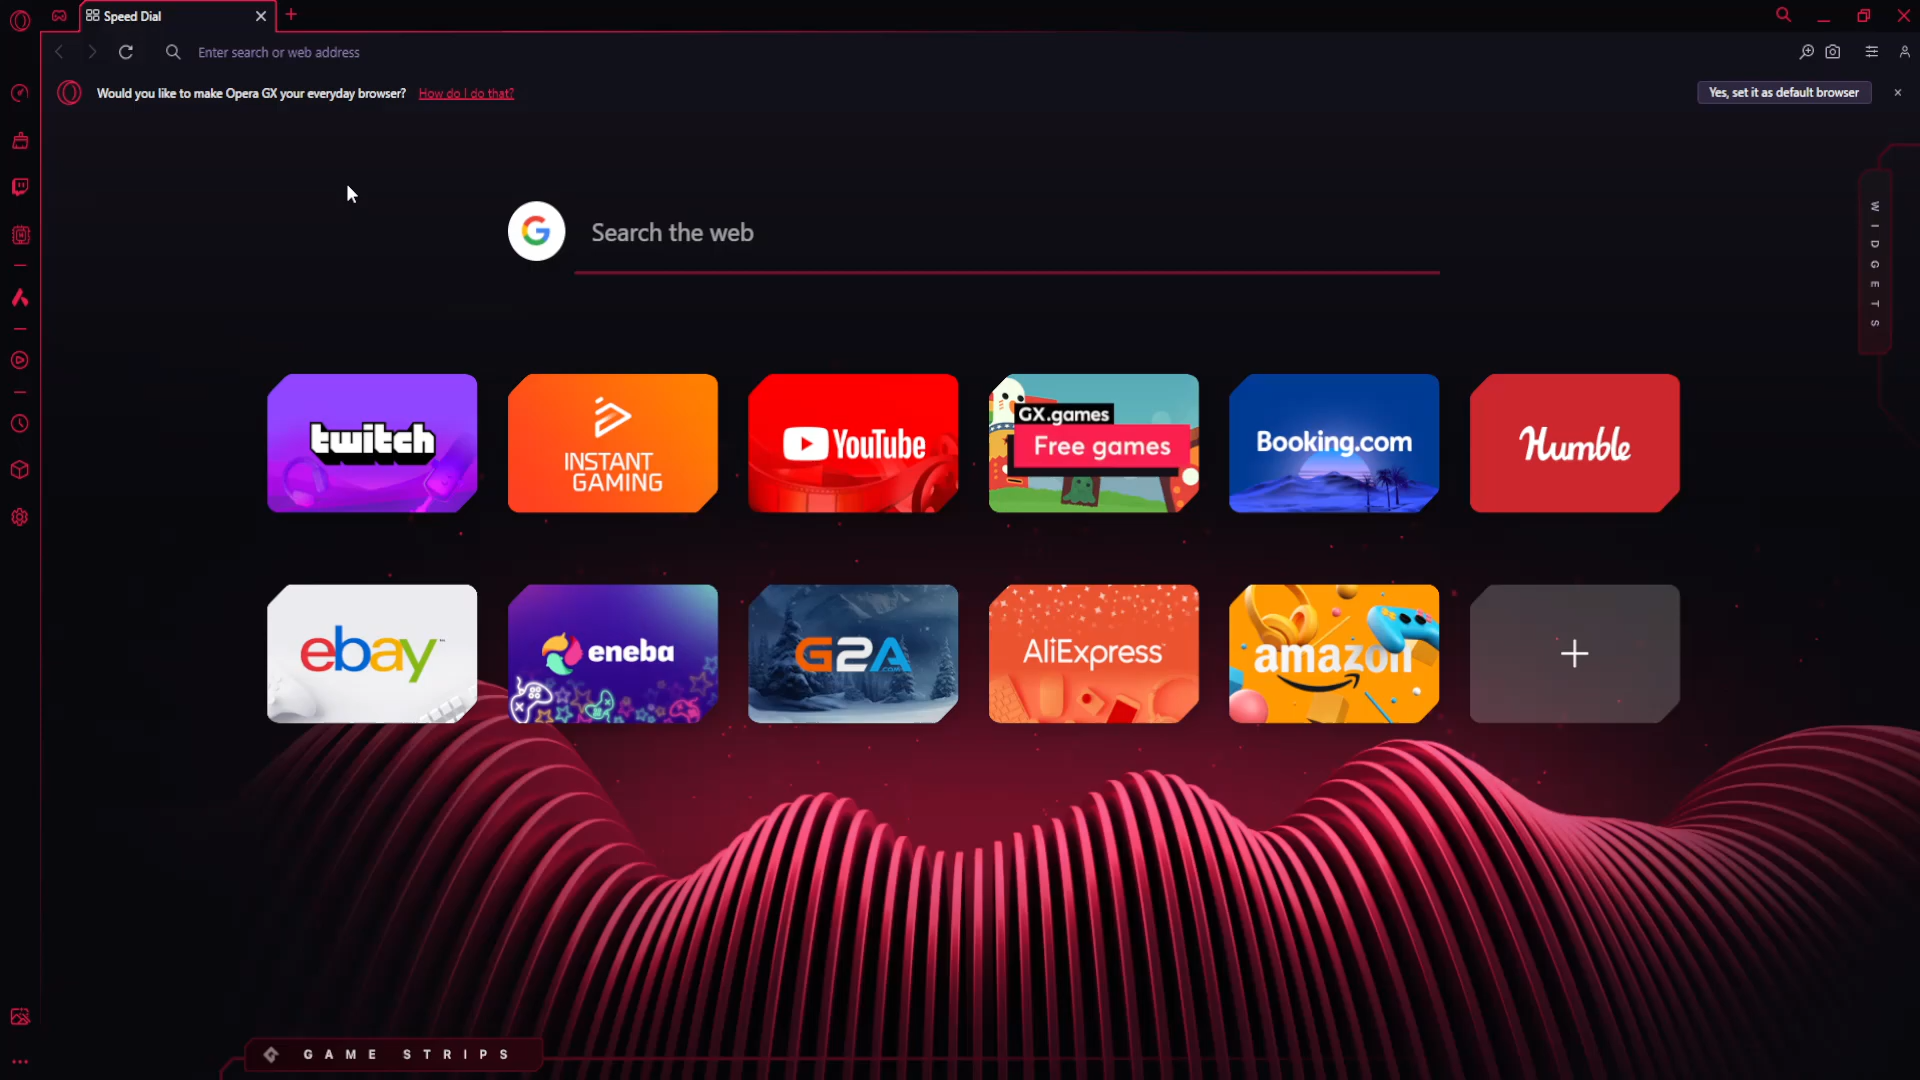 Speed Dial
Enter search or web address
Would you like to make Opera GX your everyday browser? How do I do that?
Yes, set it as default browser
Search the web
WIDGETS
twitch
INSTANT
GAMING
YouTube
GX.games
Free games
Booking.com
Humble
ebay™
eneba
G2A.COM
AliExpress
amazon
GAME STRIPS